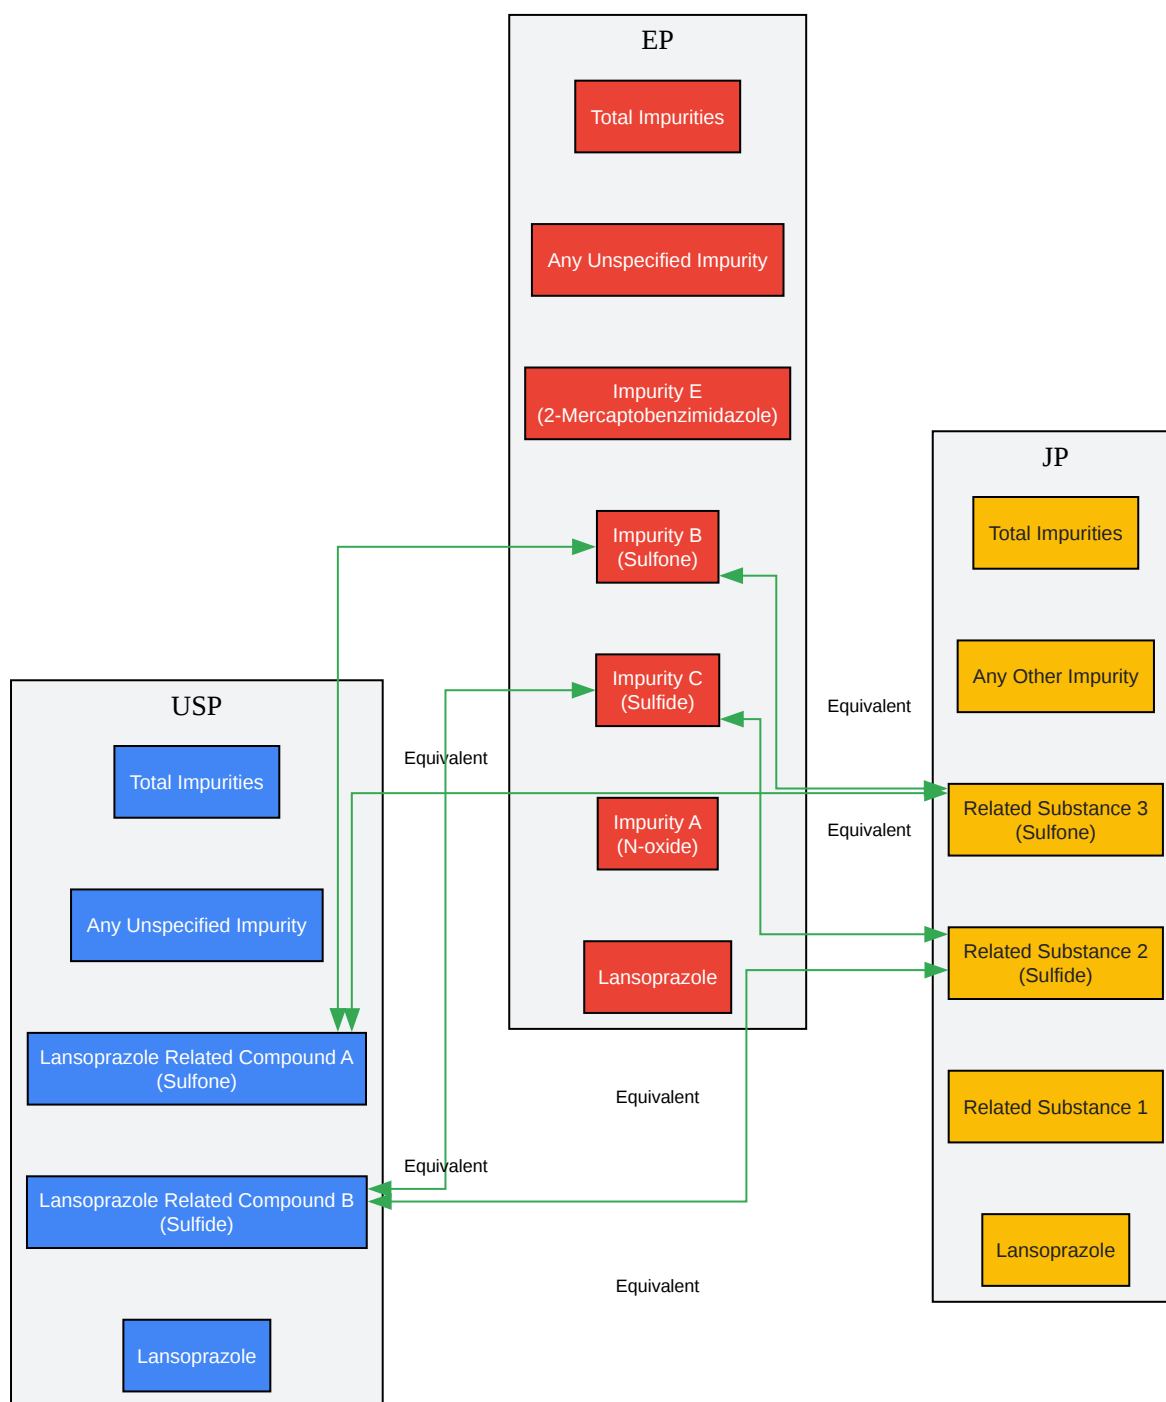 EP
Total Impurities
Any Unspecified Impurity
Impurity E
(2-Mercaptobenzimidazole)
Impurity B
(Sulfone)
Impurity C
(Sulfide)
Impurity A
(N-oxide)
Lansoprazole
JP
Total Impurities
Any Other Impurity
Related Substance 3
(Sulfone)
Related Substance 2
(Sulfide)
Related Substance 1
Lansoprazole
USP
Total Impurities
Any Unspecified Impurity
Lansoprazole Related Compound A
(Sulfone)
Lansoprazole Related Compound B
(Sulfide)
Lansoprazole
Equivalent
Equivalent
Equivalent
Equivalent
Equivalent
Equivalent